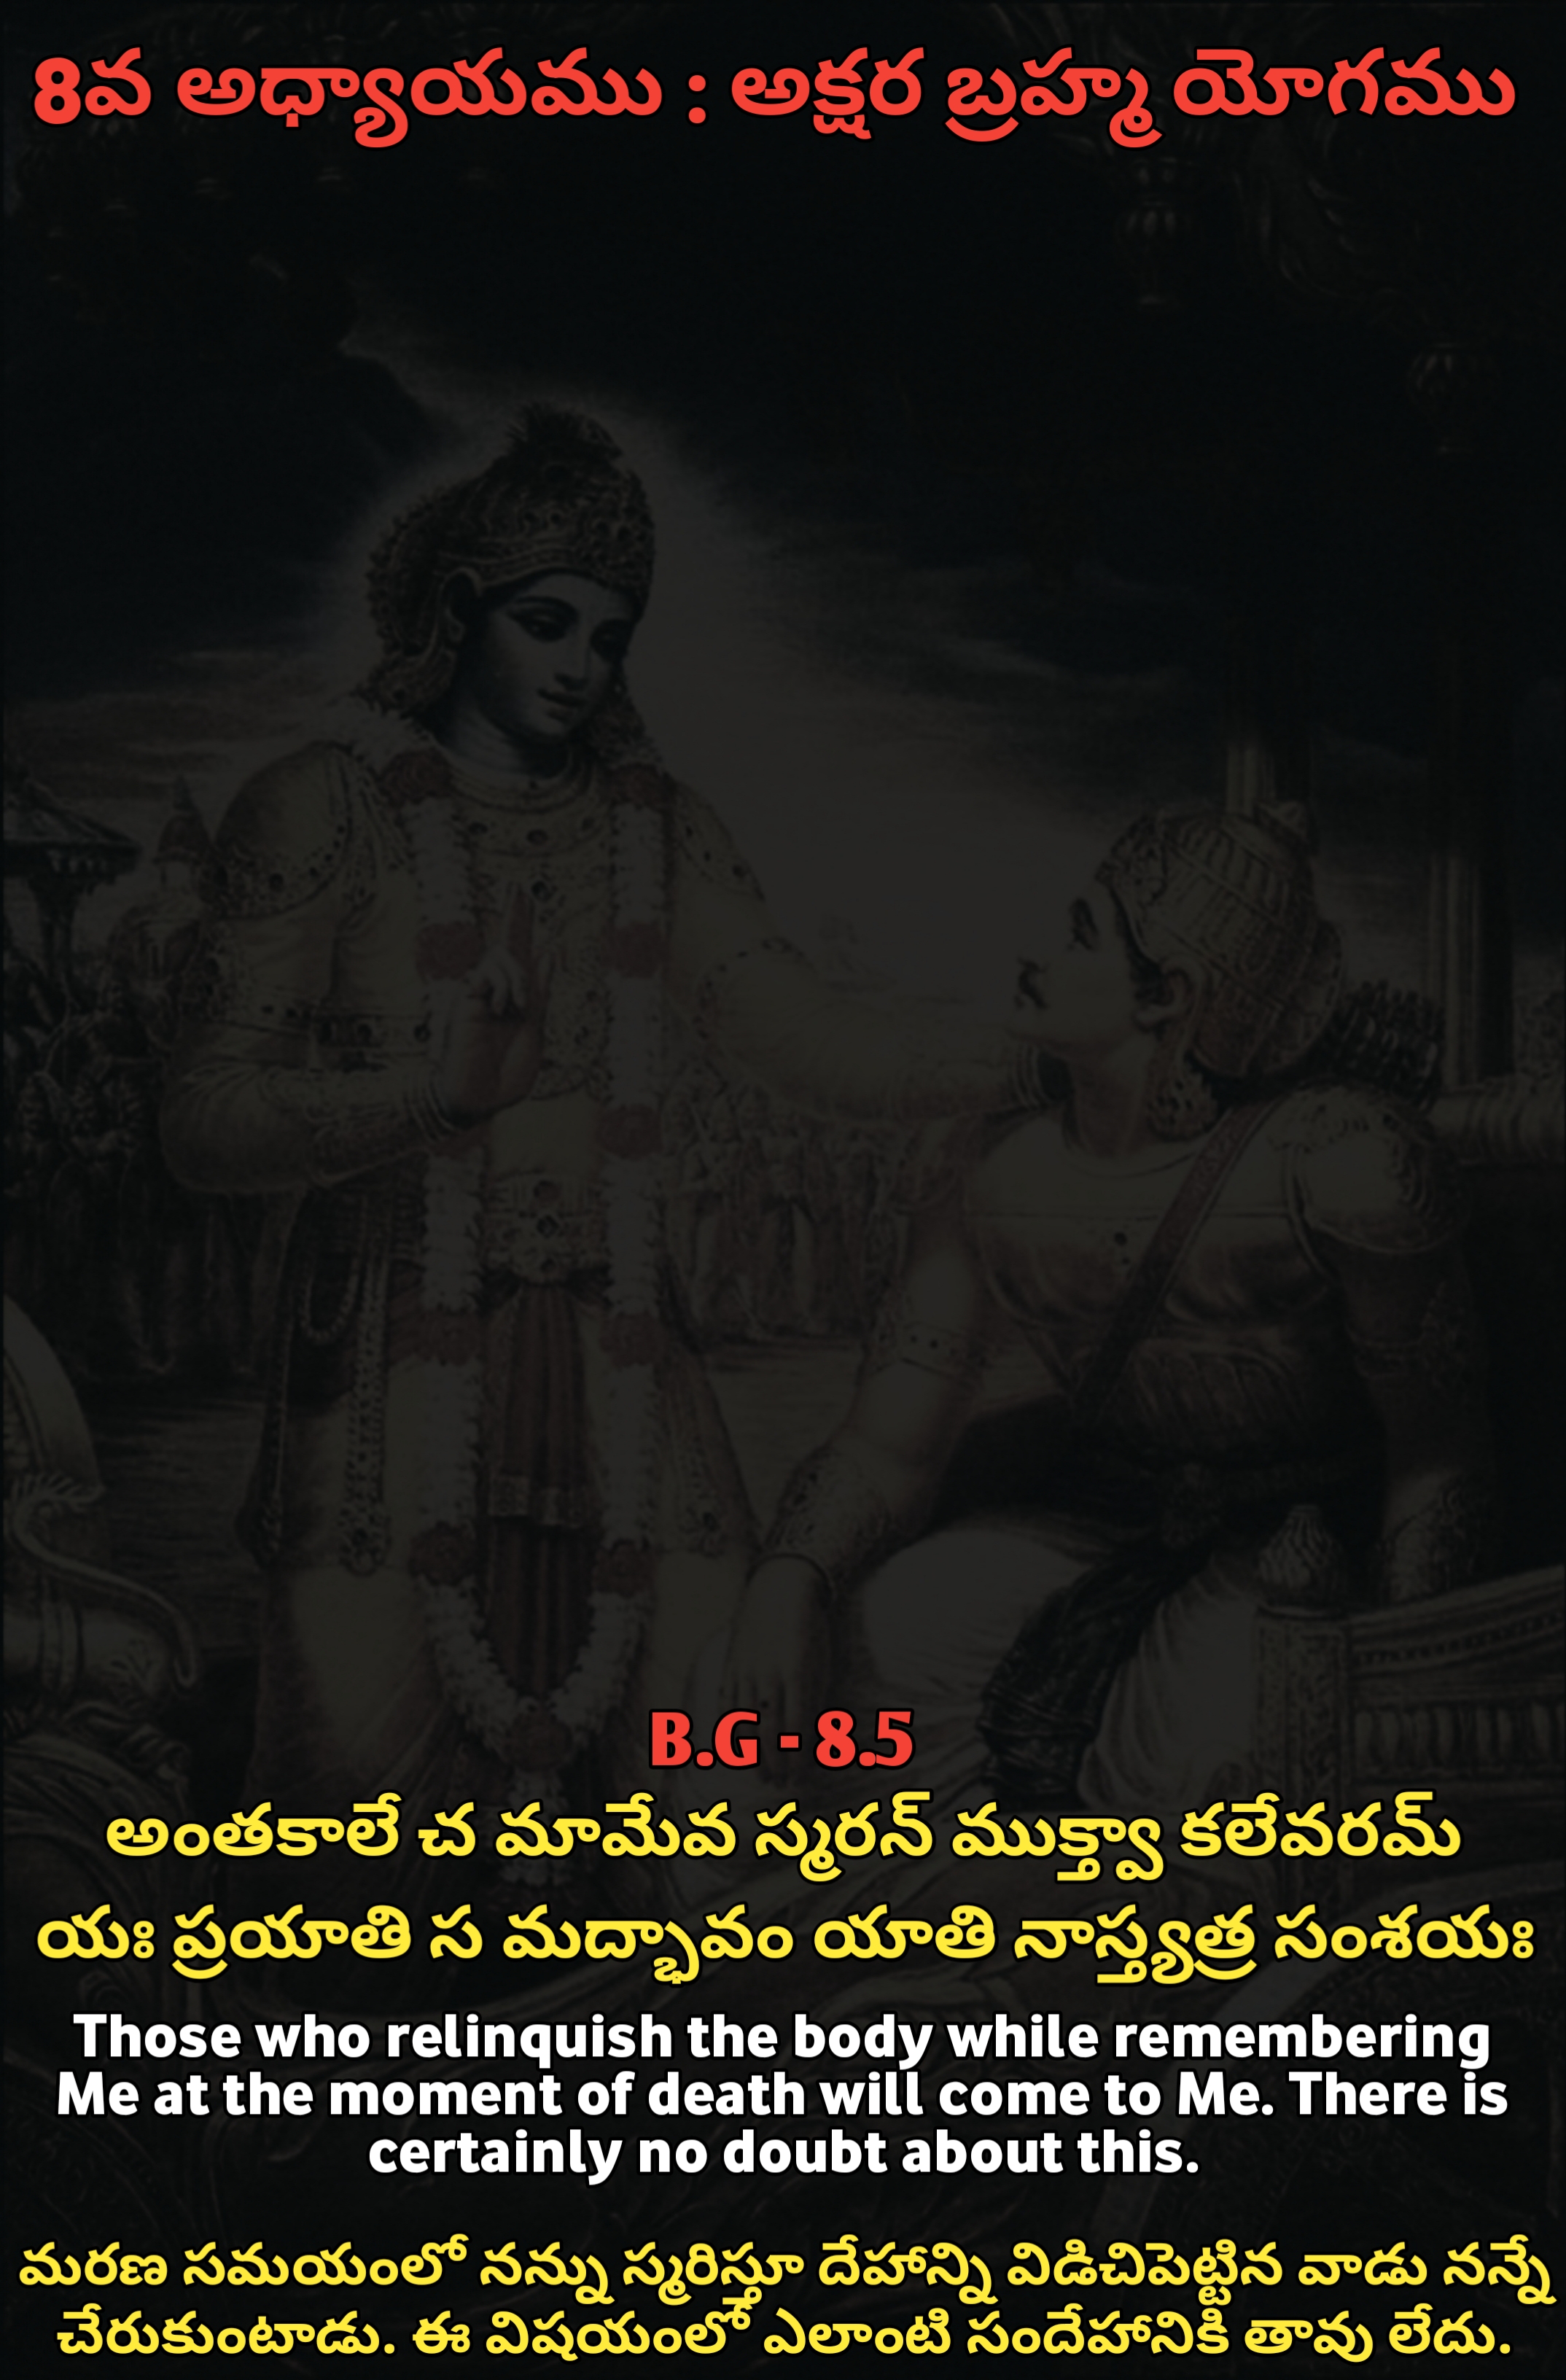 8వ అధ్యాయము : అక్షర బ్రహ్మ యోగము
B.G - 8.5
అంతకాలే చ మామేవ స్మరన్ ముక్త్వా కలేవరమ్
యః ప్రయాతి స మద్భావం యాతి నాస్త్యత్ర సంశయః
Those who relinquish the body while remembering
Me at the moment of death will come to Me. There is
certainly no doubt about this.
మరణ సమయంలో నన్ను స్మరిస్తూ దేహాన్ని విడిచిపెట్టిన వాడు నన్నే
చేరుకుంటాడు. ఈ విషయంలో ఎలాంటి సందేహానికి తావు లేదు.